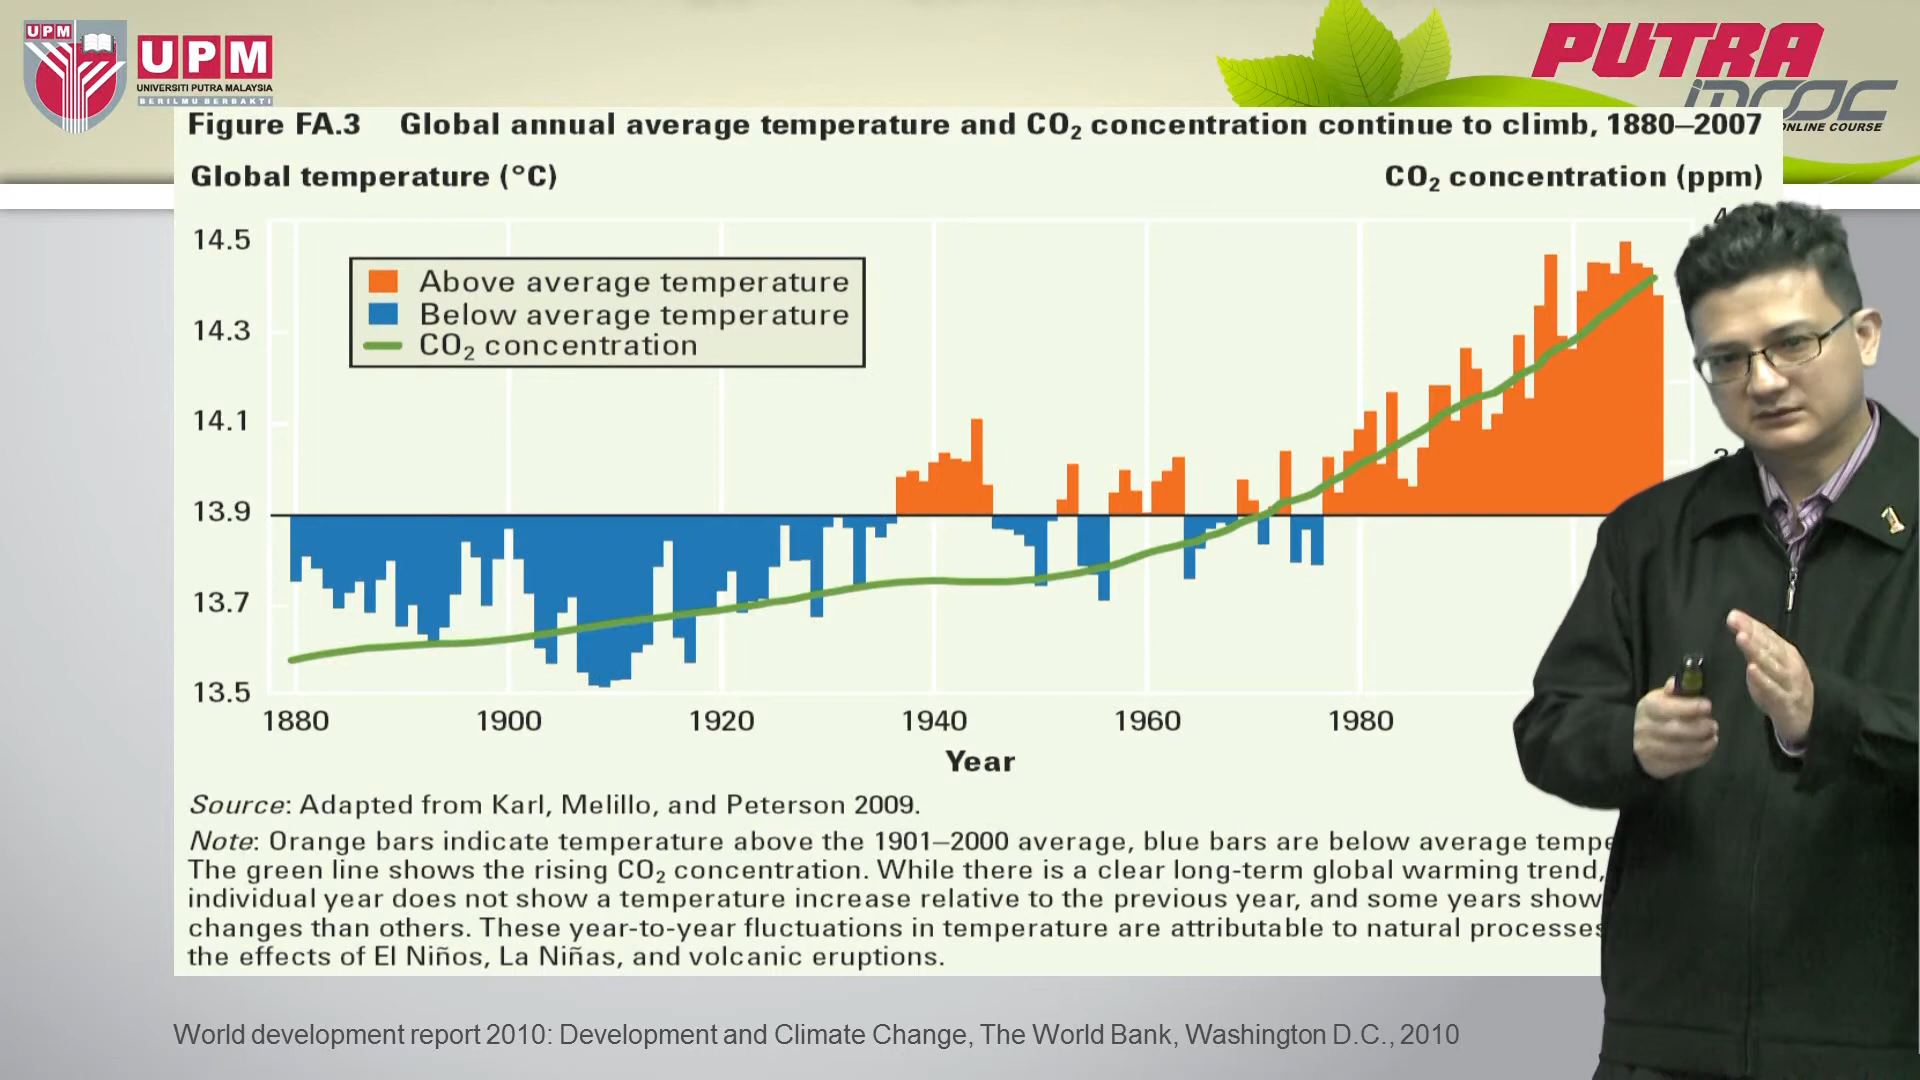 UPM
UPM
UNIVERSITI PUTRA MALAYSIA
BERILMU BERBAKTI
PUTRA
ONLINE COURSE
Figure FA.3 Global annual average temperature and CO₂ concentration continue to climb, 1880–2007
Global temperature (°C) CO₂ concentration (ppm)
14.5
14.3
14.1
13.9
13.7
13.5
Above average temperature
Below average temperature
CO₂ concentration
1880 1900 1920 1940 1960 1980
Year
Source: Adapted from Karl, Melillo, and Peterson 2009.
Note: Orange bars indicate temperature above the 1901–2000 average, blue bars are below average
The green line shows the rising CO₂ concentration. While there is a clear long-term global warming trend,
individual year does not show a temperature increase relative to the previous year, and some years show
changes than others. These year-to-year fluctuations in temperature are attributable to natural processes
the effects of El Niños, La Niñas, and volcanic eruptions.
World development report 2010: Development and Climate Change, The World Bank, Washington D.C., 2010